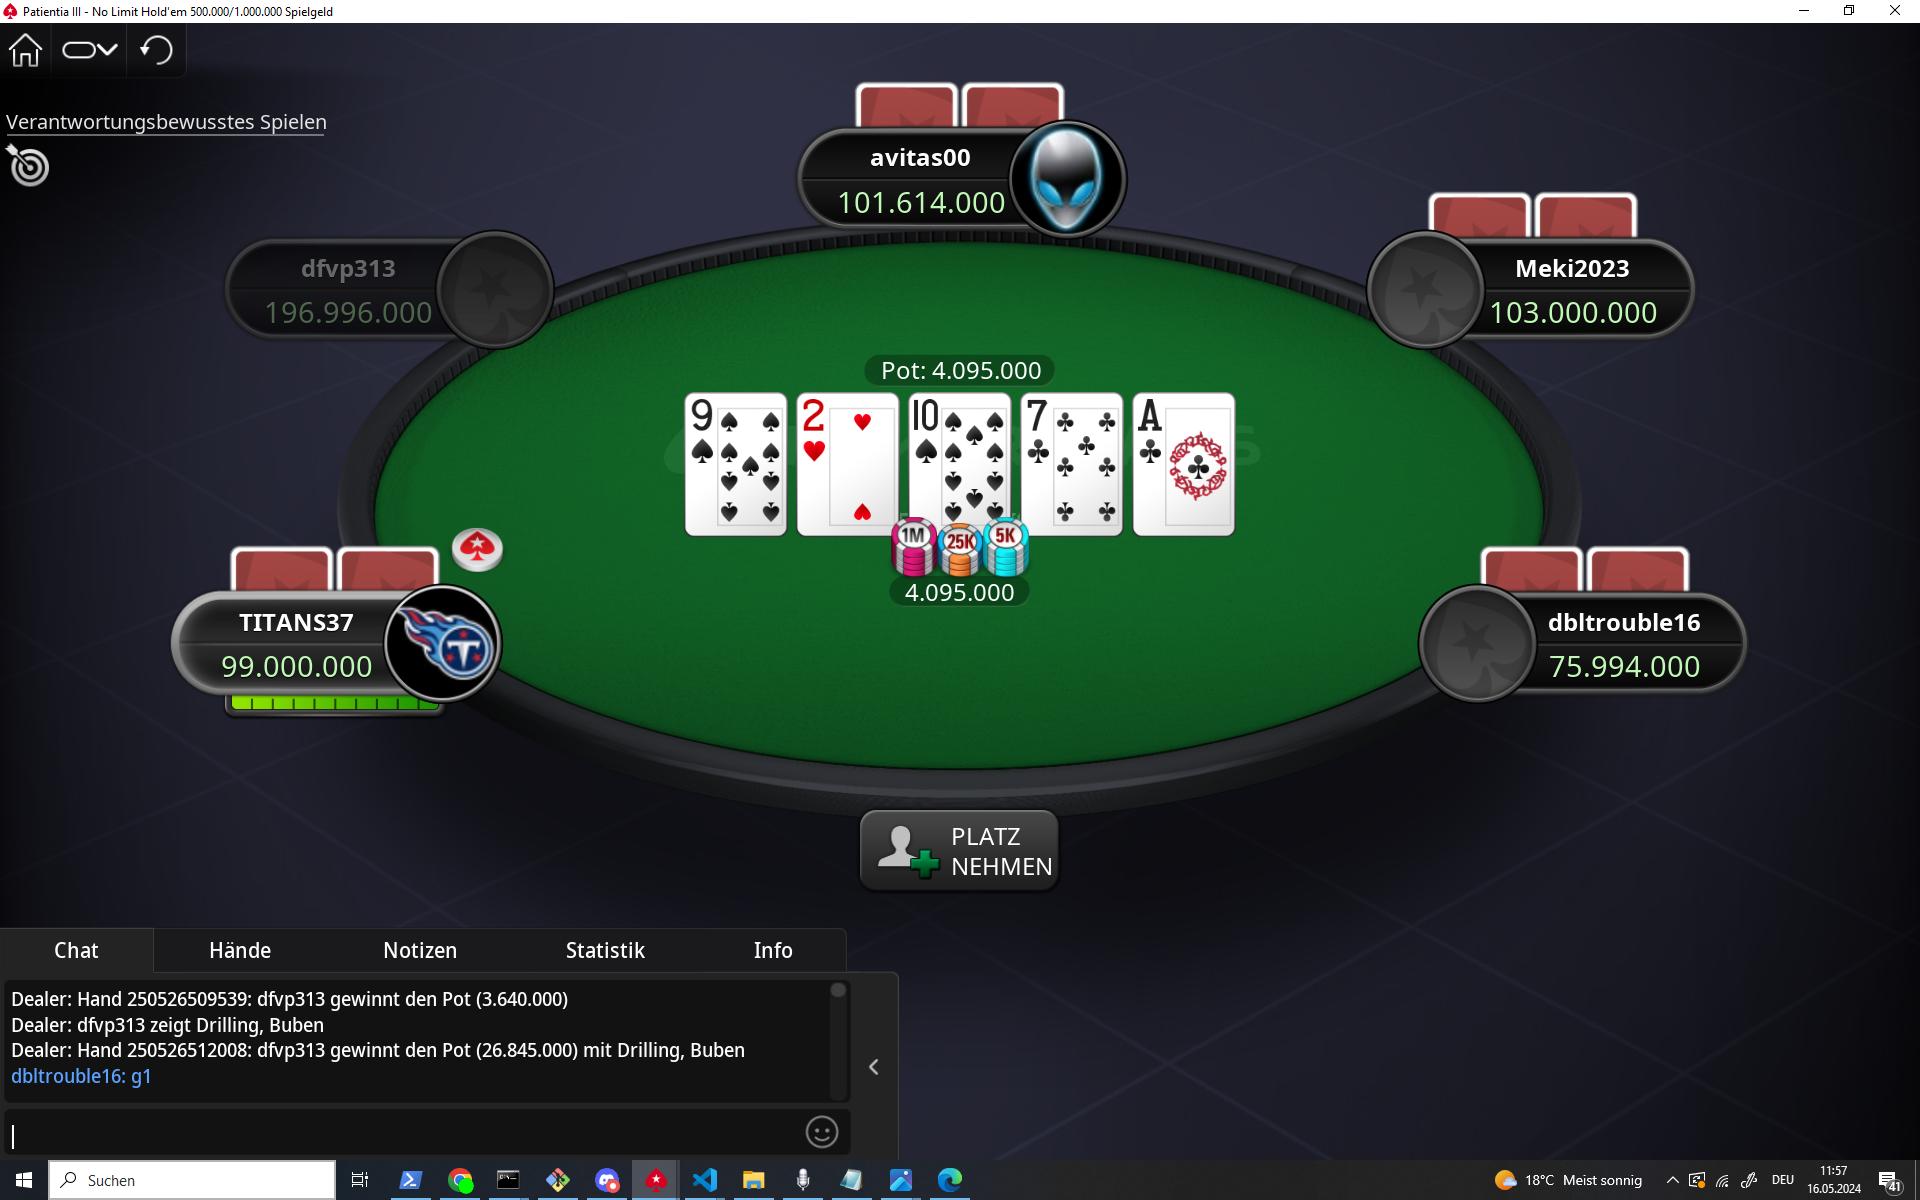 Patientia III - No Limit Hold'em 500.000/1.000.000 Spielgeld
Verantwortungsbewusstes Spielen
avitas00
101.614.000
dfvp313
196.996.000
Meki2023
103.000.000
Pot: 4.095.000
9
2
10
7
A
1M
25K
5K
4.095.000
TITANS37
99.000.000
T
dbltrouble16
75.994.000
PLATZ
NEHMEN
Chat Hände Notizen Statistik Info
Dealer: Hand 250526509539: dfvp313 gewinnt den Pot (3.640.000)
Dealer: dfvp313 zeigt Drilling, Buben
Dealer: Hand 250526512008: dfvp313 gewinnt den Pot (26.845.000) mit Drilling, Buben
dbltrouble16: g1
Suchen
18°C Meist sonnig
DEU
11:57
16.05.2024
41